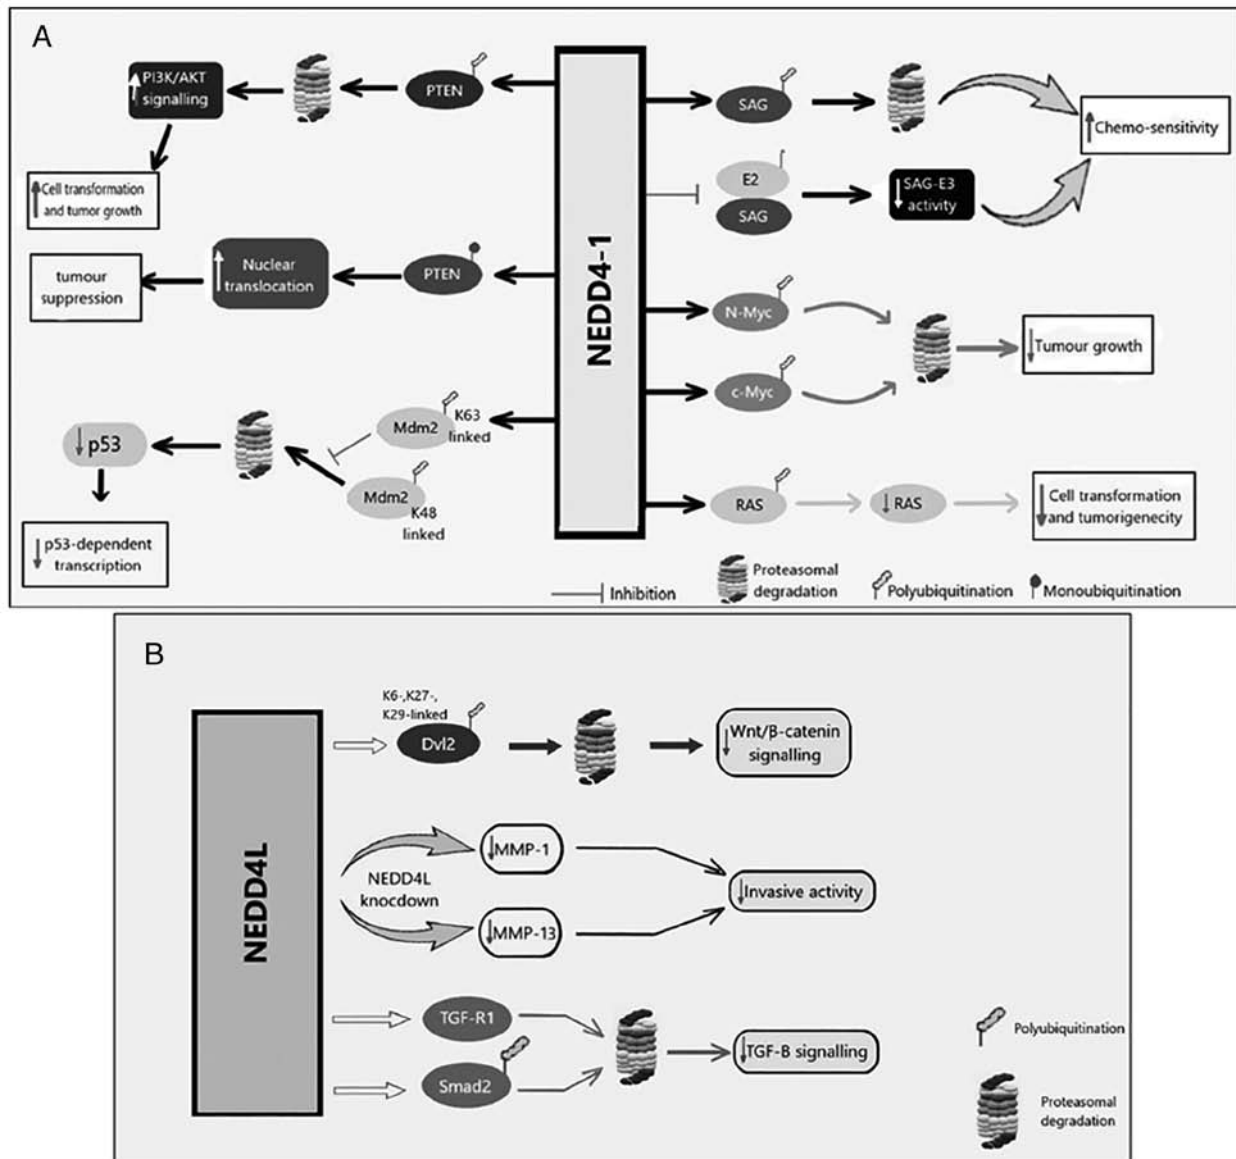 A
PI3K/AKT
signalling
PTEN
Cell transformation
and tumor growth
tumour
suppression
Nuclear
translocation
PTEN
p53
Mdm2
K63
linked
Mdm2
K48
linked
p53-dependent
transcription
NEDD4-1
SAG
Chemo-sensitivity
E2
SAG
SAG-E3
activity
N-Myc
c-Myc
Tumour growth
RAS
RAS
Cell transformation
and tumorigenecity
Inhibition
Proteasomal
degradation
Polyubiquitination
Monoubiquitination
B
NEDD4L
K6-,K27-,
K29-linked
Dvl2
Wnt/β-catenin
signalling
NEDD4L
knocdown
MMP-1
MMP-13
Invasive activity
TGF-R1
Smad2
TGF-B signalling
Polyubiquitination
Proteasomal
degradation